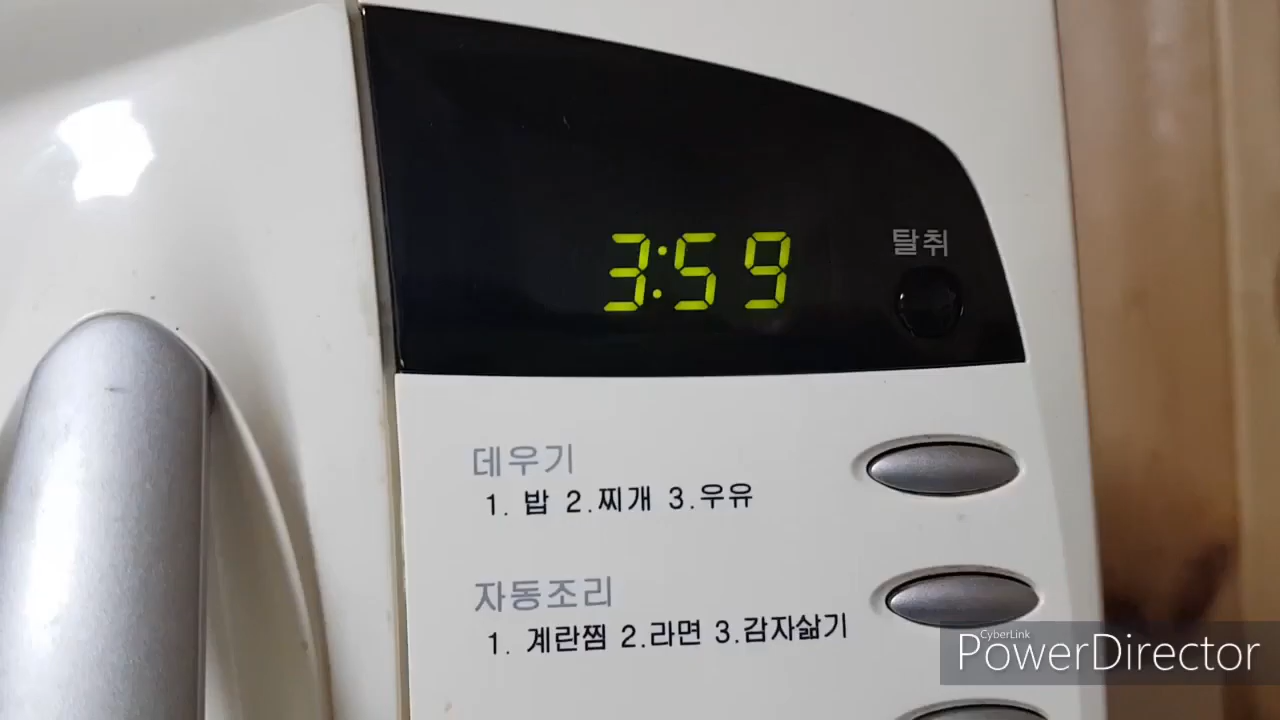 3:59
탈취
데우기
1. 밥 2.찌개 3.우유
자동조리
1. 계란찜 2.라면 3.감자삶기
CyberLink
PowerDirector